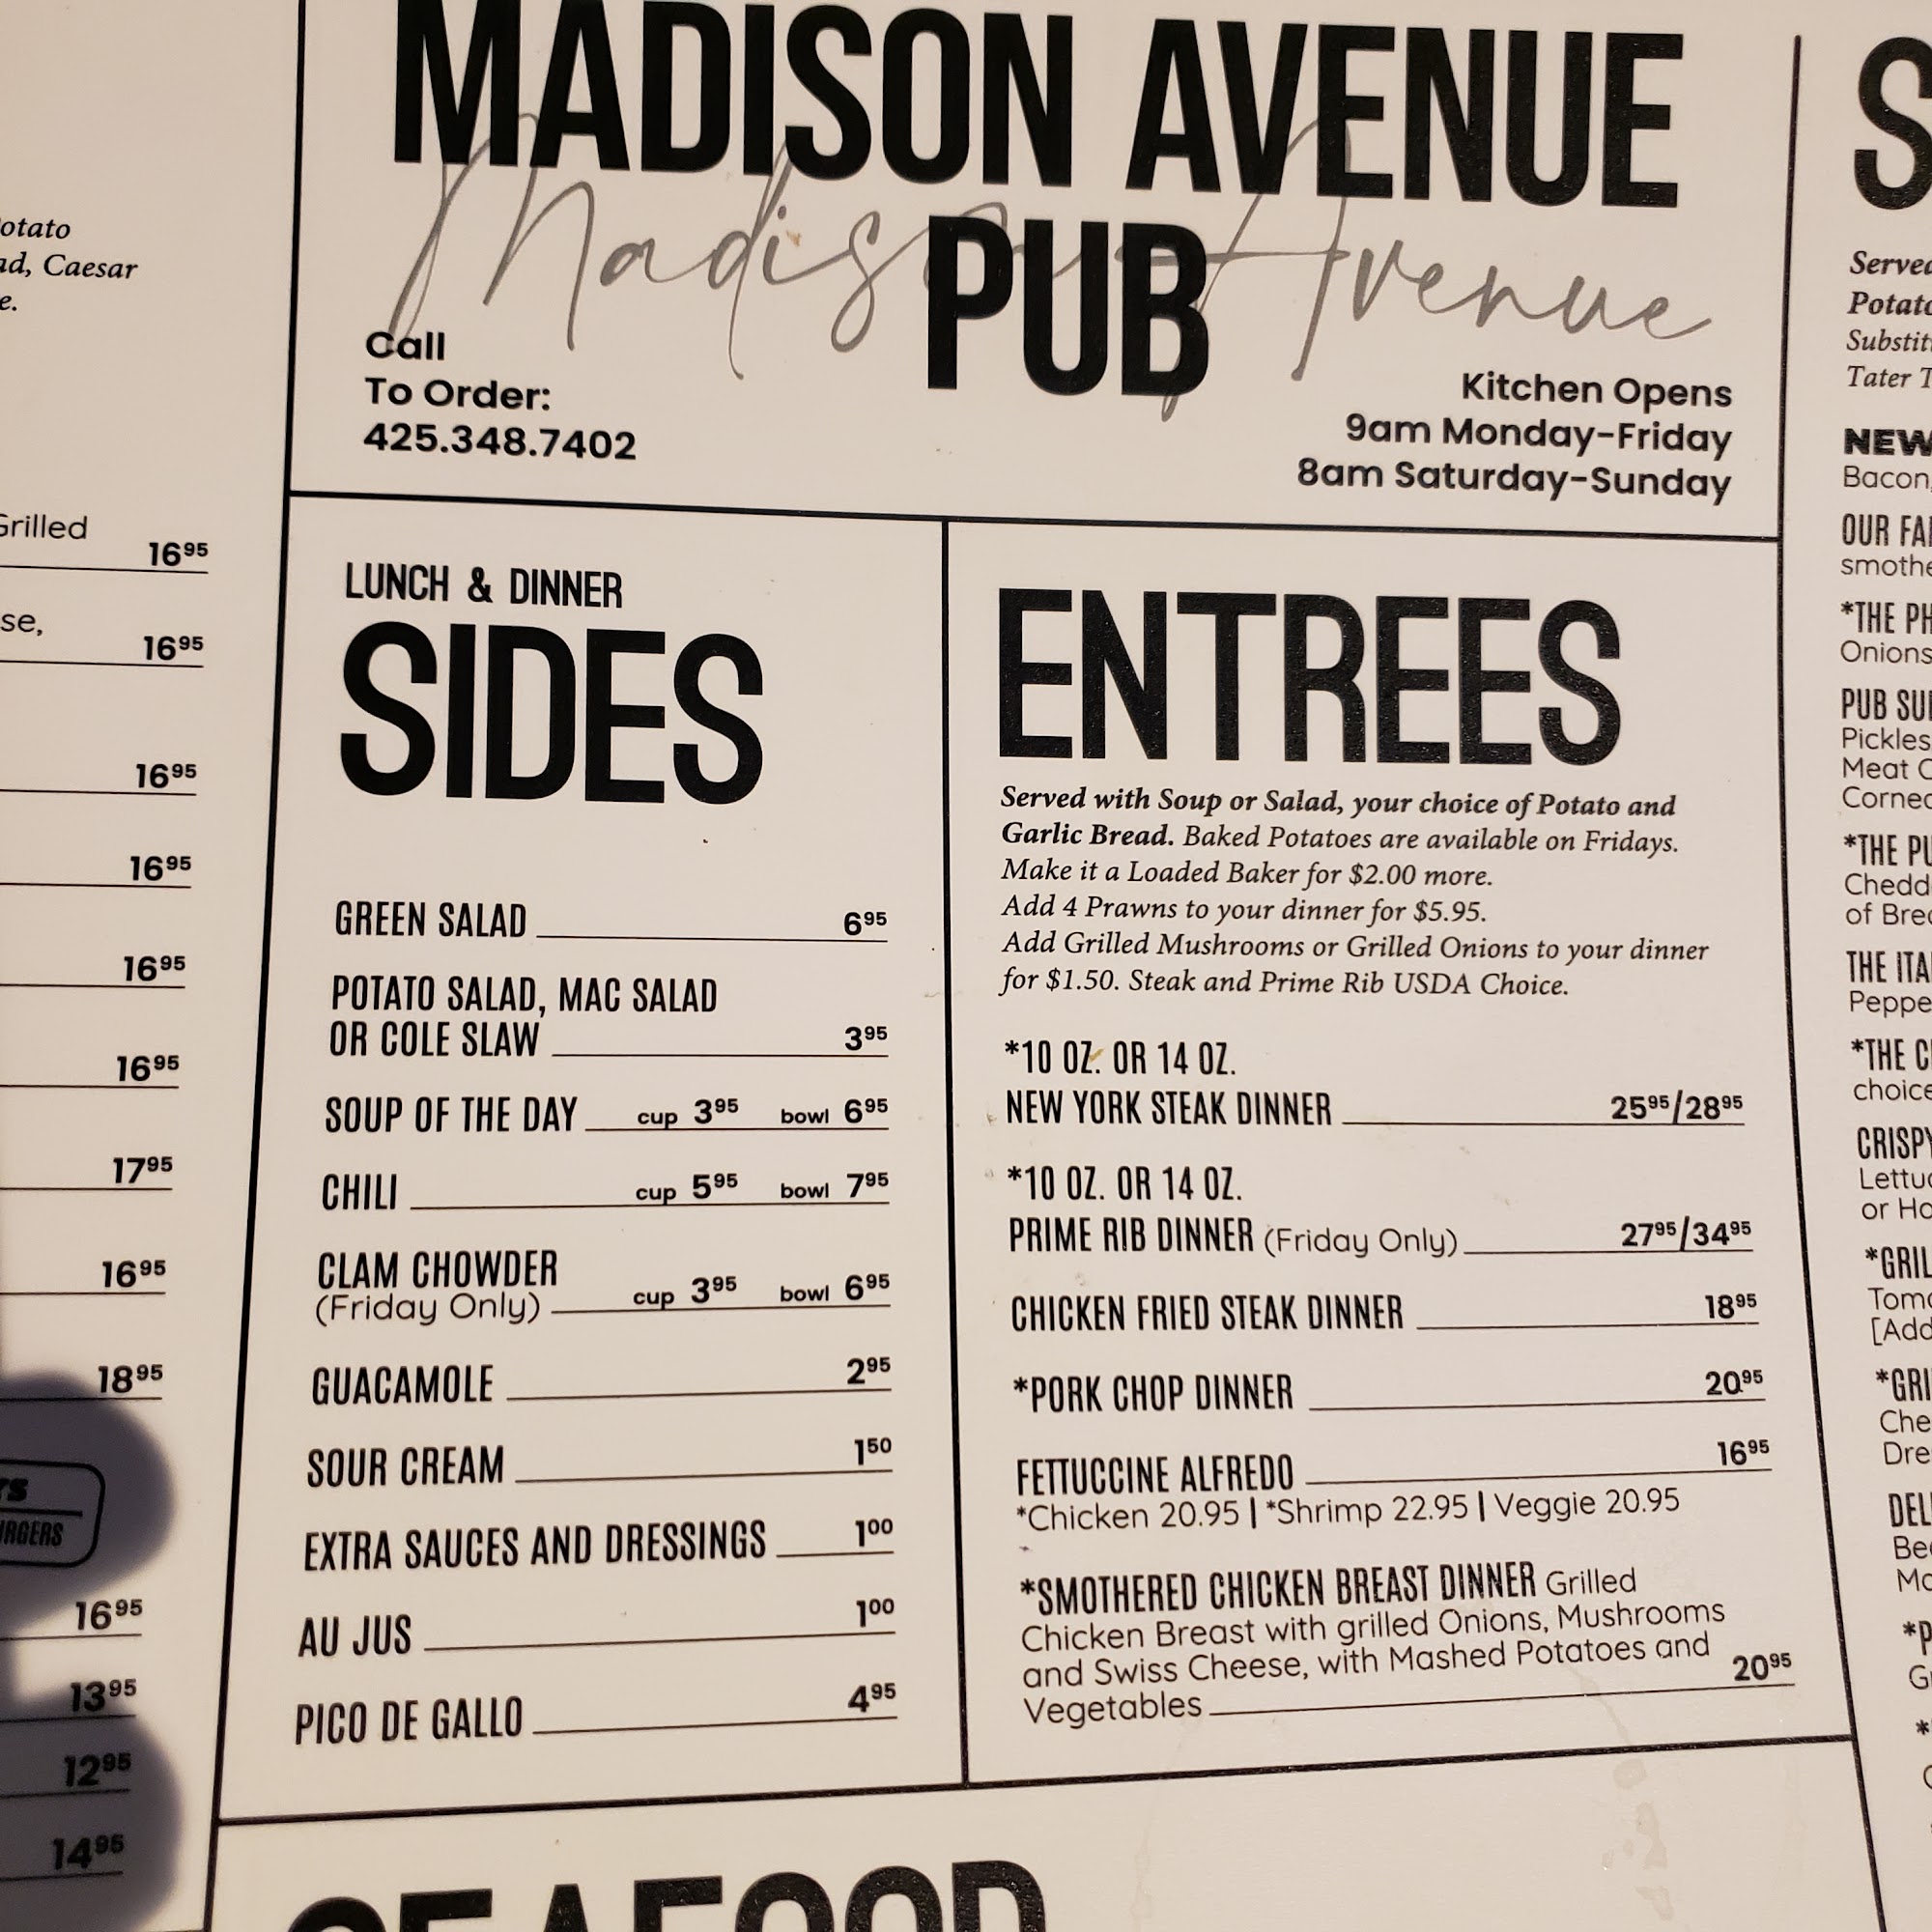 MADISON AVENUE
PUB
Madison Avenue
Call
To Order:
425.348.7402
Kitchen Opens
9am Monday-Friday
8am Saturday-Sunday
Caesar
Grilled
16⁹⁵
16⁹⁵
16⁹⁵
16⁹⁵
16⁹⁵
16⁹⁵
17⁹⁵
16⁹⁵
18⁹⁵
16⁹⁵
13⁹⁵
12⁹⁵
14⁹⁵
LUNCH & DINNER
SIDES
GREEN SALAD 6⁹⁵
POTATO SALAD, MAC SALAD
OR COLE SLAW 3⁹⁵
SOUP OF THE DAY cup 3⁹⁵ bowl 6⁹⁵
CHILI cup 5⁹⁵ bowl 7⁹⁵
CLAM CHOWDER
(Friday Only) cup 3⁹⁵ bowl 6⁹⁵
GUACAMOLE 2⁹⁵
SOUR CREAM 1⁵⁰
EXTRA SAUCES AND DRESSINGS 1⁰⁰
AU JUS 1⁰⁰
PICO DE GALLO 4⁹⁵
ENTREES
Served with Soup or Salad, your choice of Potato and
Garlic Bread. Baked Potatoes are available on Fridays.
Make it a Loaded Baker for $2.00 more.
Add 4 Prawns to your dinner for $5.95.
Add Grilled Mushrooms or Grilled Onions to your dinner
for $1.50. Steak and Prime Rib USDA Choice.
*10 OZ. OR 14 OZ.
NEW YORK STEAK DINNER 25⁹⁵/28⁹⁵
*10 OZ. OR 14 OZ.
PRIME RIB DINNER (Friday Only) 27⁹⁵/34⁹⁵
CHICKEN FRIED STEAK DINNER 18⁹⁵
*PORK CHOP DINNER 20⁹⁵
FETTUCCINE ALFREDO 16⁹⁵
*Chicken 20.95 | *Shrimp 22.95 | Veggie 20.95
*SMOTHERED CHICKEN BREAST DINNER Grilled
Chicken Breast with grilled Onions, Mushrooms
and Swiss Cheese, with Mashed Potatoes and
Vegetables 20⁹⁵
SEAFOOD
NEW
Bacon,
OUR
*THE
Onions
PUB
Pickles
Meat
*THE
of
THE
*THE
choice
CRISPY
or